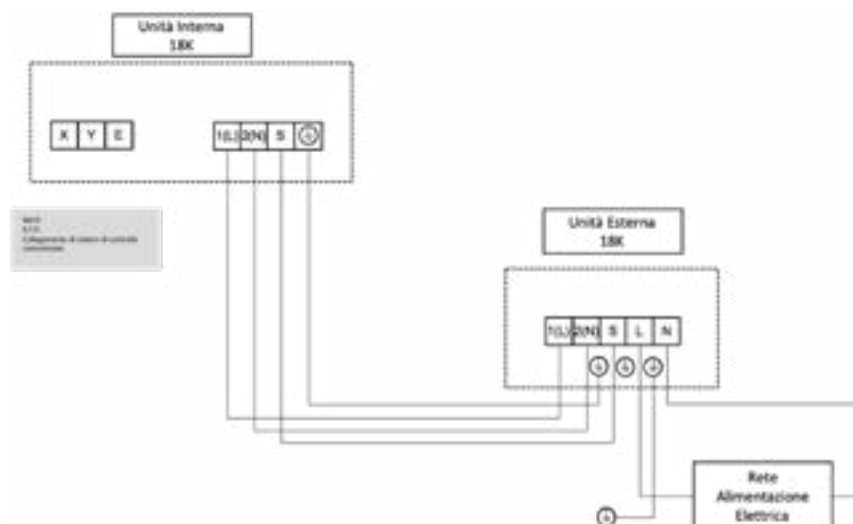 Unità Interna
18K
X Y E
1(L) 2(N) S
Unità Esterna
18K
1(L) 2(N) S L N
Rete
Alimentazione
Elettrica